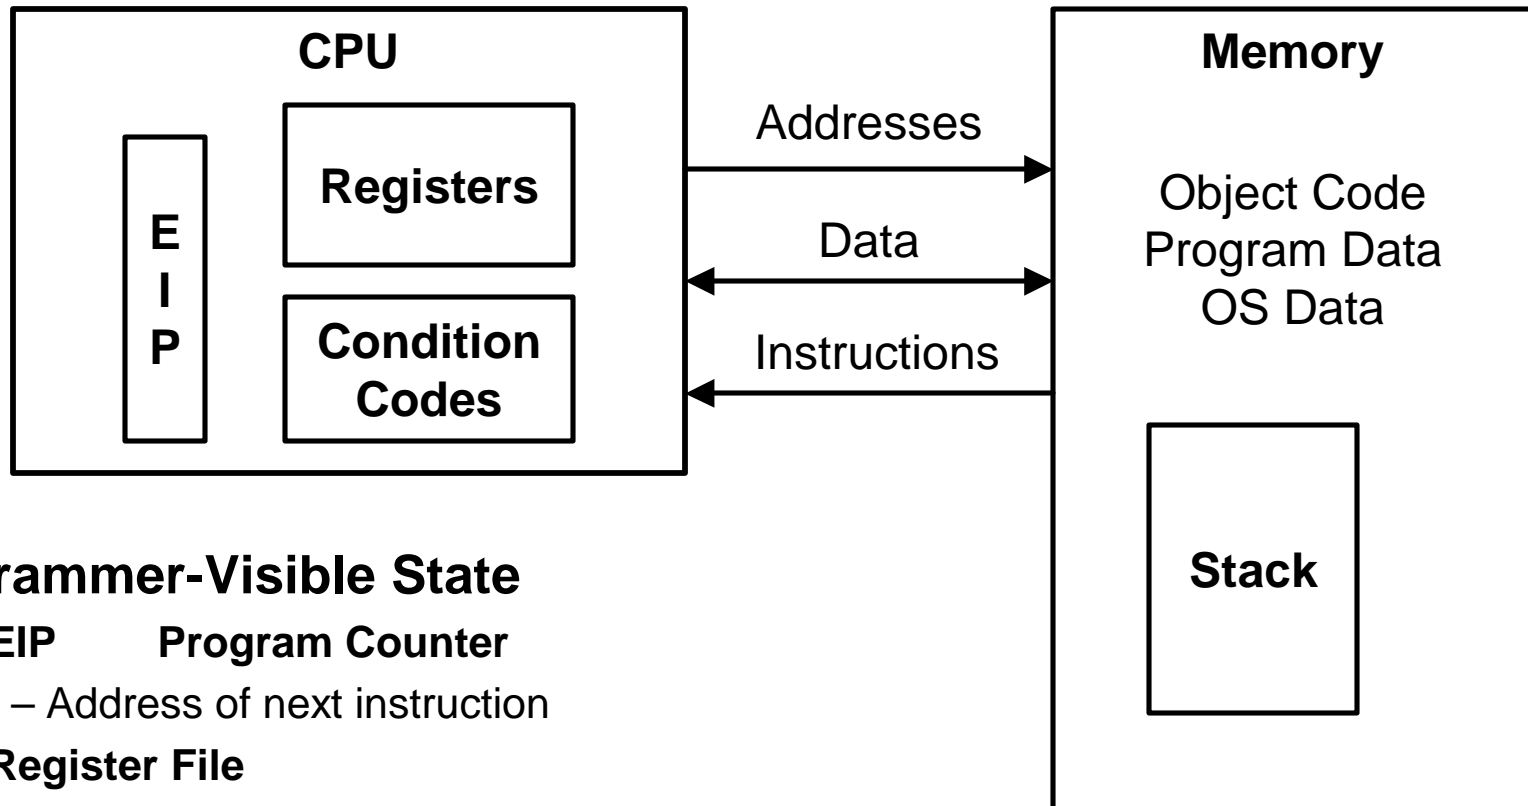 CPU
E
I
P
Registers
Condition
Codes
Addresses
Data
Instructions
Memory
Object Code
Program Data
OS Data
Stack
rammer-Visible State
EIP Program Counter
– Address of next instruction
Register File